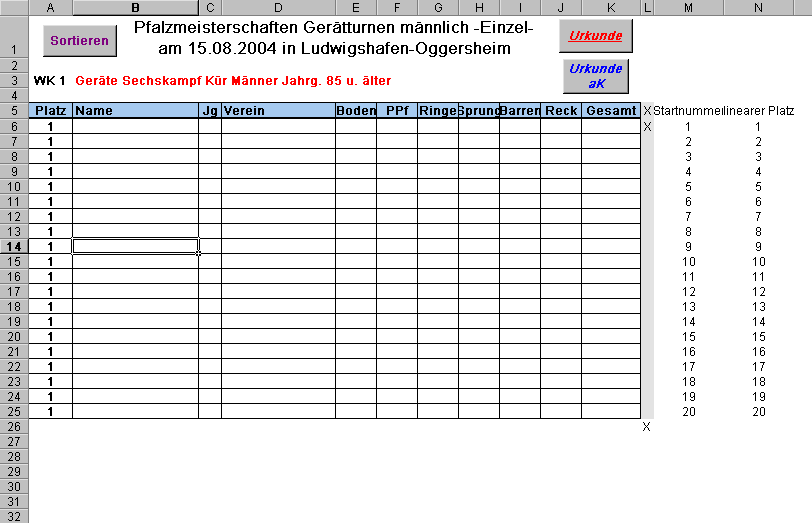 A B C D E F G H I J K L M N
1 Sortieren Pfalzmeisterschaften Gerätturnen männlich -Einzel- Urkunde
am 15.08.2004 in Ludwigshafen-Oggersheim
2 Urkunde
aK
3 WK 1 Geräte Sechskampf Kür Männer Jahrg. 85 u. älter
4
5 Platz Name Jg Verein Boden PPf Ringe Sprung Barren Reck Gesamt X Startnummer linearer Platz
6 1 X 1 1
7 1 2 2
8 1 3 3
9 1 4 4
10 1 5 5
11 1 6 6
12 1 7 7
13 1 8 8
14 1 9 9
15 1 10 10
16 1 11 11
17 1 12 12
18 1 13 13
19 1 14 14
20 1 15 15
21 1 16 16
22 1 17 17
23 1 18 18
24 1 19 19
25 1 20 20
26 X
27
28
29
30
31
32